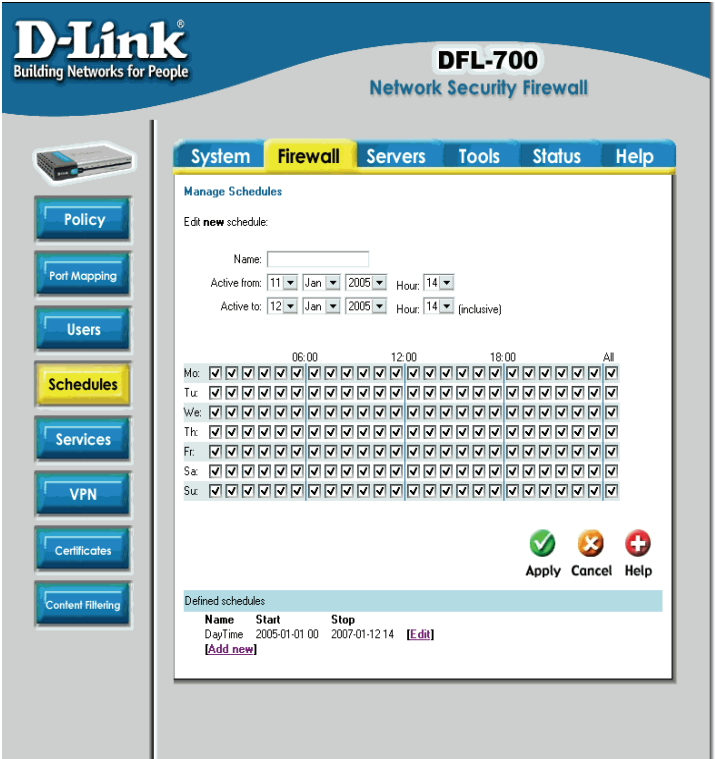 D-Link®
Building Networks for People
DFL-700
Network Security Firewall
System Firewall Servers Tools Status Help
Policy
Port Mapping
Users
Schedules
Services
VPN
Certificates
Content Filtering
Manage Schedules
Edit new schedule:
Name:
Active from: 11 Jan 2005 Hour: 14
Active to: 12 Jan 2005 Hour: 14 (inclusive)
06:00 12:00 18:00 All
Mo:
Tu:
We:
Th:
Fr:
Sa:
Su:
Apply Cancel Help
Defined schedules
Name Start Stop
DayTime 2005-01-01 00 2007-01-12 14 [Edit]
[Add new]